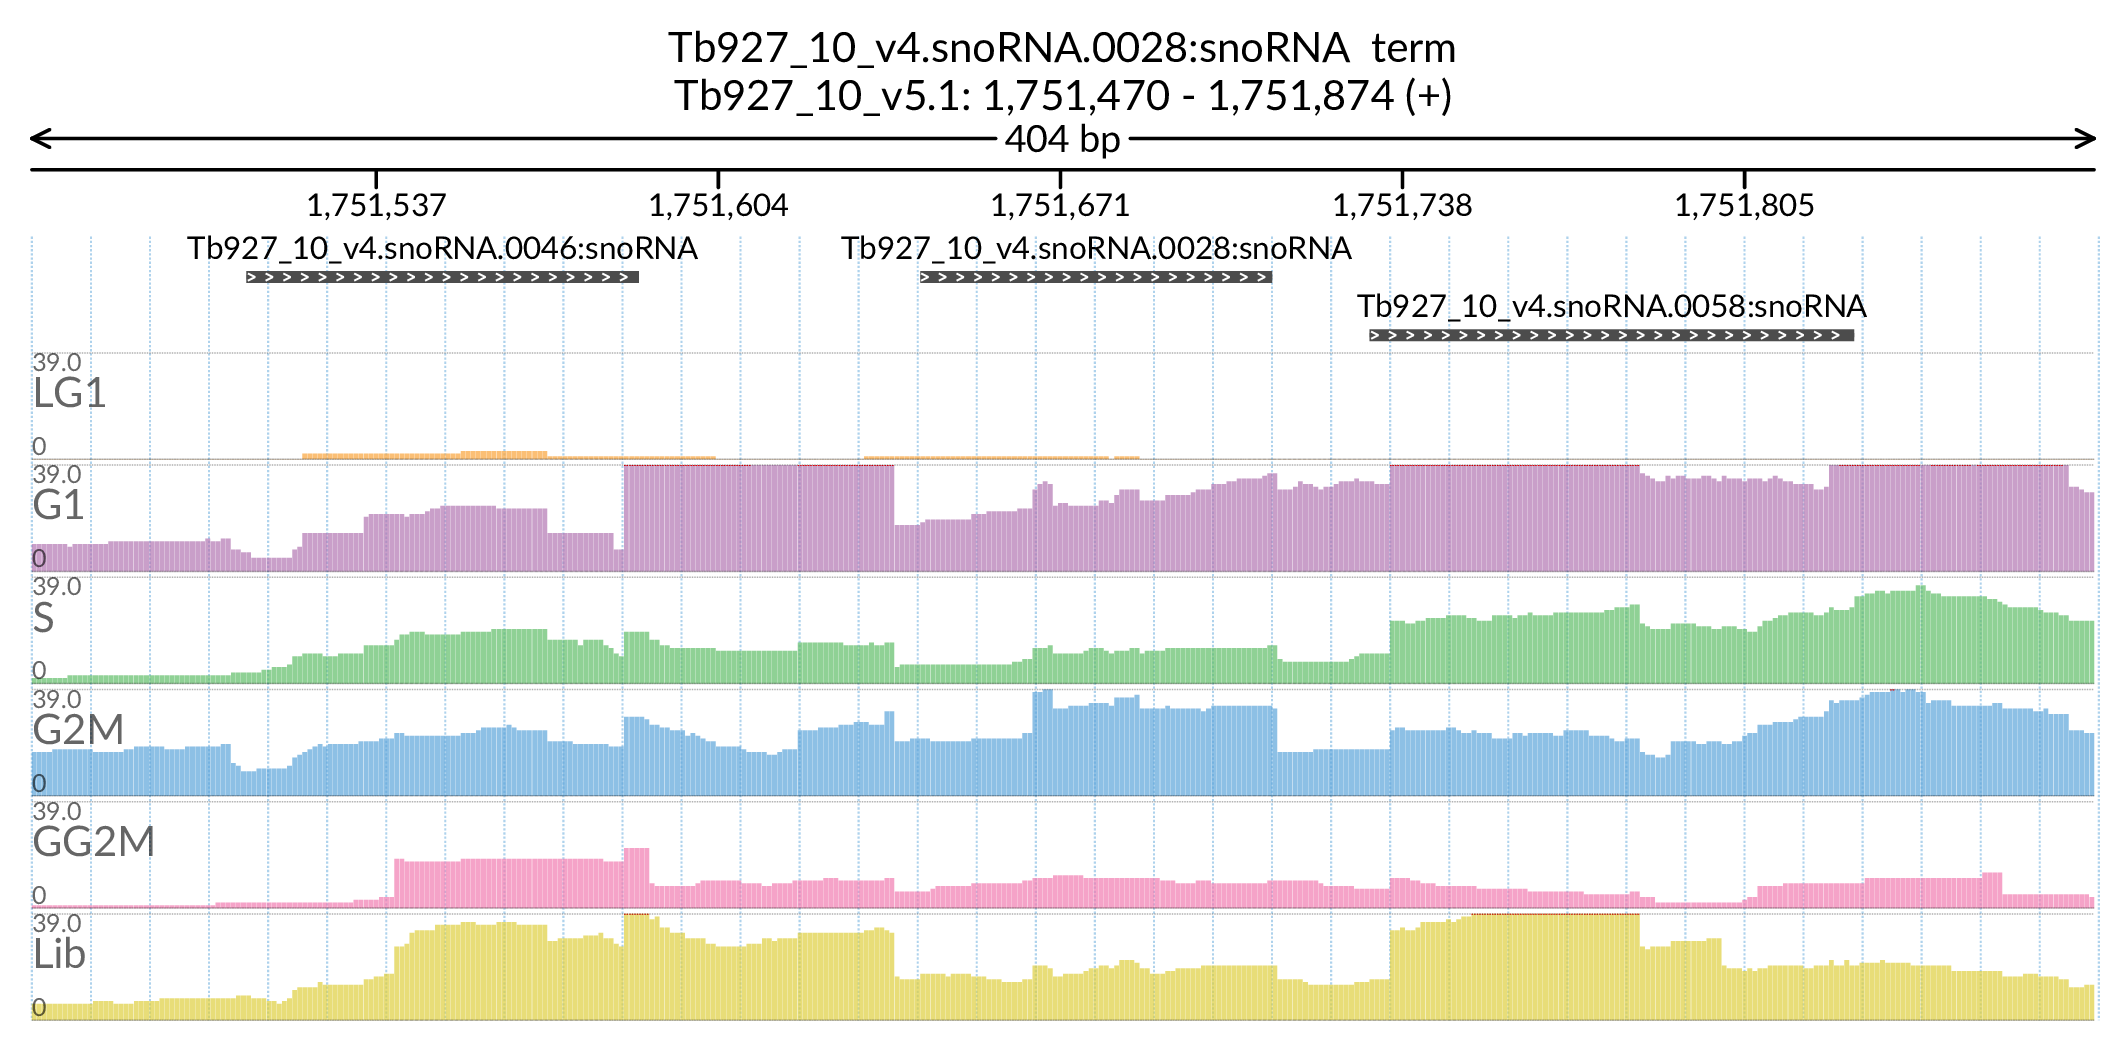 Tb927_10_v4.snoRNA.0028:snoRNA term
Tb927_10_v5.1: 1,751,470 - 1,751,874 (+)
404 bp
1,751,537 1,751,604 1,751,671 1,751,738 1,751,805
Tb927_10_v4.snoRNA.0046:snoRNA Tb927_10_v4.snoRNA.0028:snoRNA
Tb927_10_v4.snoRNA.0058:snoRNA
39.0
LG1
0
39.0
G1
0
39.0
S
0
39.0
G2M
0
39.0
GG2M
0
39.0
Lib
0